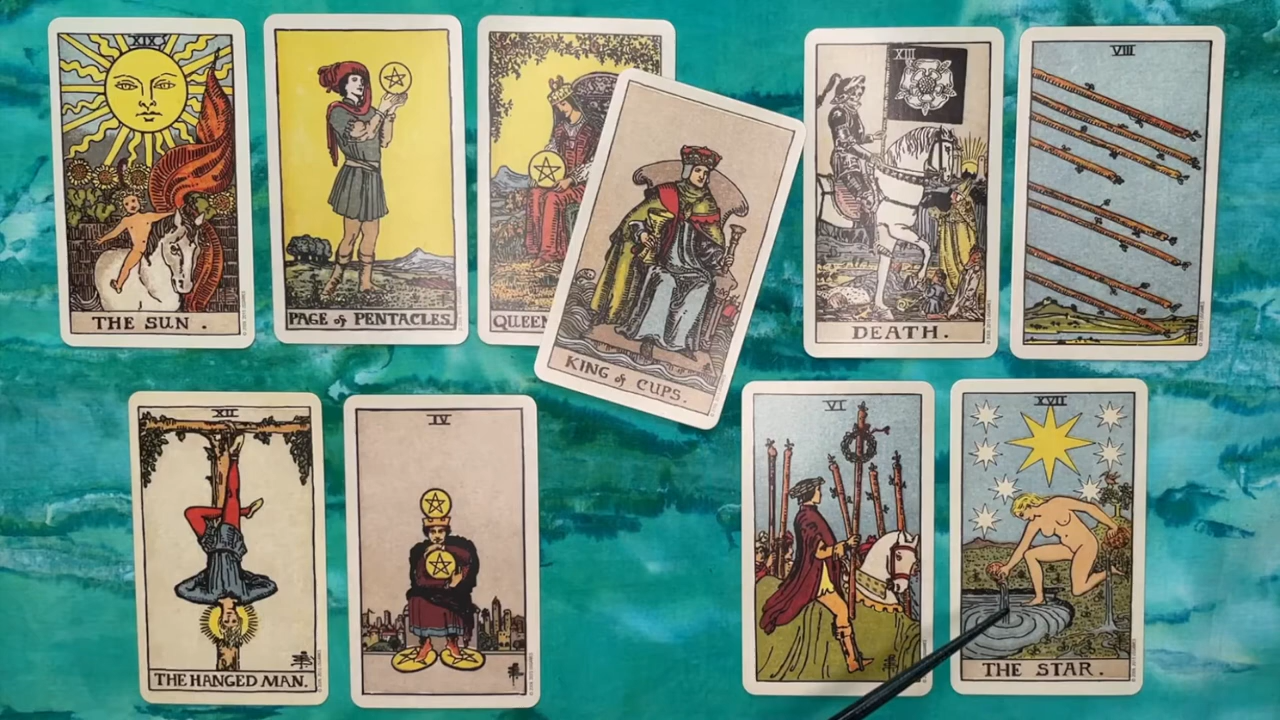 XIX
THE SUN .
PAGE of PENTACLES.
QUEEN
KING of CUPS.
XIII
DEATH.
VIII
XII
THE HANGED MAN.
IV
VI
XVII
THE STAR .